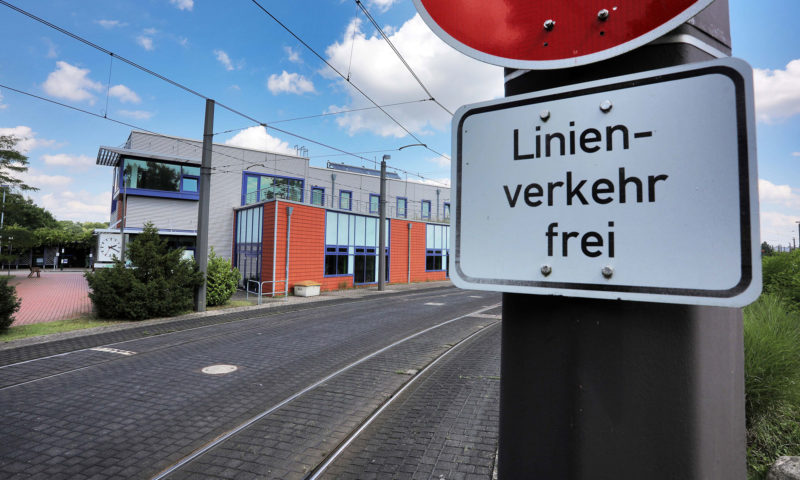 Linien-
verkehr
frei